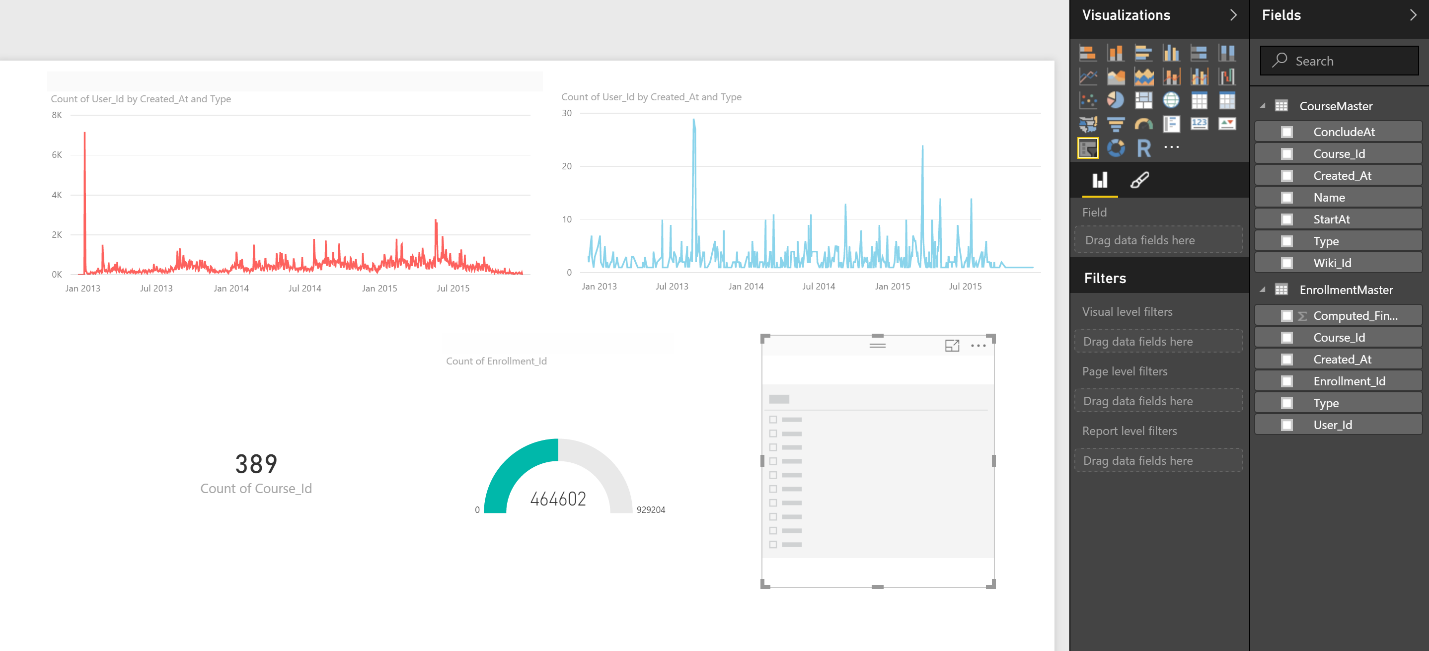 Count of User_Id by Created_At and Type
8K
6K
4K
2K
0K
Jan 2013 Jul 2013 Jan 2014 Jul 2014 Jan 2015 Jul 2015
Count of User_Id by Created_At and Type
30
20
10
0
Jan 2013 Jul 2013 Jan 2014 Jul 2014 Jan 2015 Jul 2015
389
Count of Course_Id
Count of Enrollment_Id
464602
0
929204
Visualizations
123
R
Field
Drag data fields here
Filters
Visual level filters
Drag data fields here
Page level filters
Drag data fields here
Report level filters
Drag data fields here
Fields
Search
CourseMaster
ConcludeAt
Course_Id
Created_At
Name
StartAt
Type
Wiki_Id
EnrollmentMaster
Σ Computed_Fin...
Course_Id
Created_At
Enrollment_Id
Type
User_Id